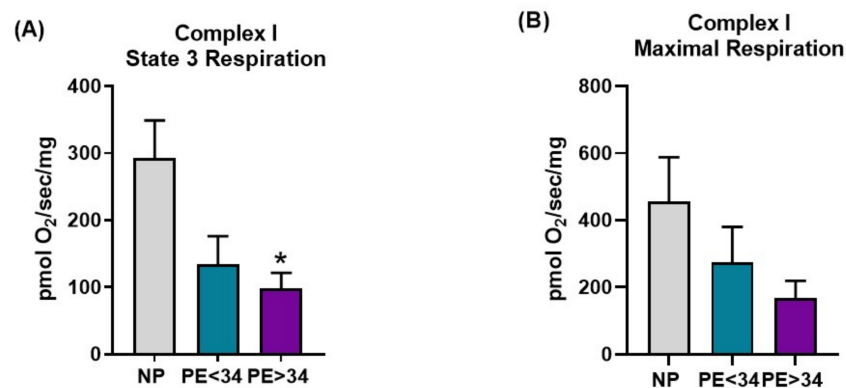 (A)
Complex I
State 3 Respiration
pmol O₂/sec/mg
400
300
200
100
0
*
NP PE<34 PE>34
(B)
Complex I
Maximal Respiration
pmol O₂/sec/mg
800
600
400
200
0
NP PE<34 PE>34